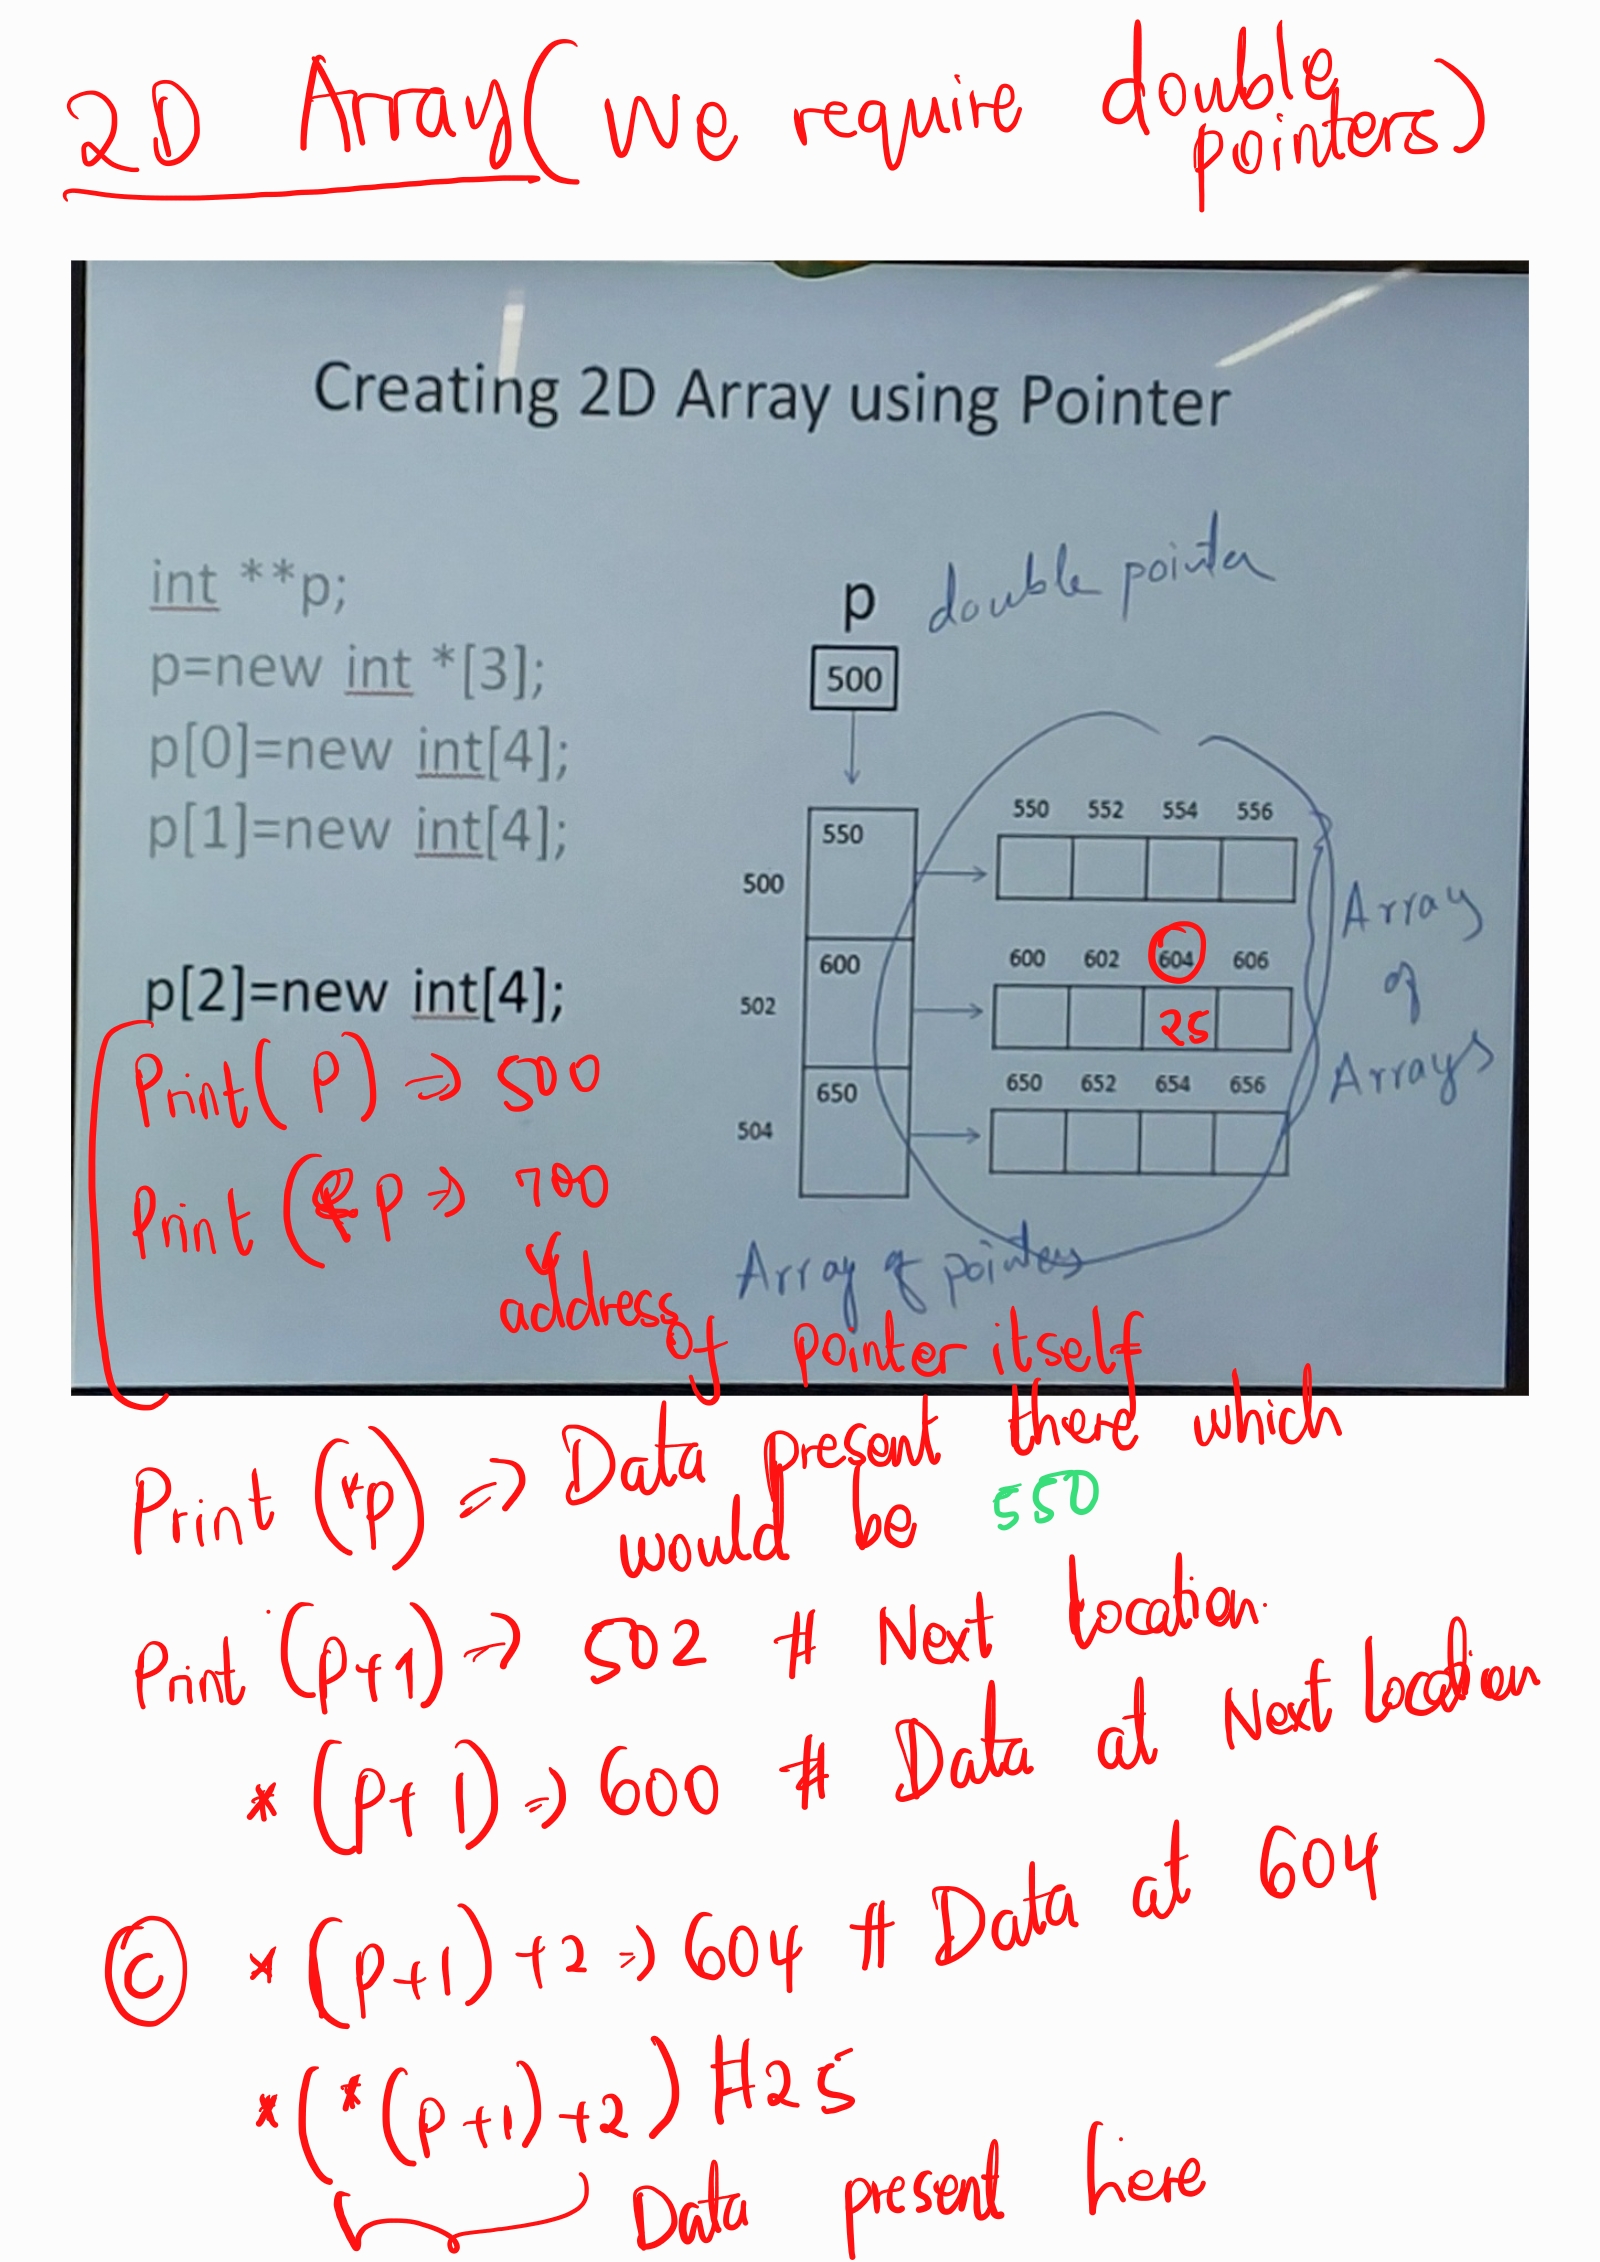 2D Array (We require double pointers)
Creating 2D Array using Pointer
int **p;
p=new int *[3];
p[0]=new int[4];
p[1]=new int[4];
p[2]=new int[4];
p double pointer
500
550 552 554 556
550
500
600 602 604 606
600
502
25
650 652 654 656
650
504
Array
of
Arrays
Array of pointers
Print(P) => 500
Print (&p => 700
address of pointer itself
Print (*p) => Data present there which
would be 550
Print (p+1) => 502 # Next Location.
*(P+1) => 600 # Data at Next Location
C *(P+1)+2 => 604 # Data at 604
*(*(P+1)+2) #25
Data present here